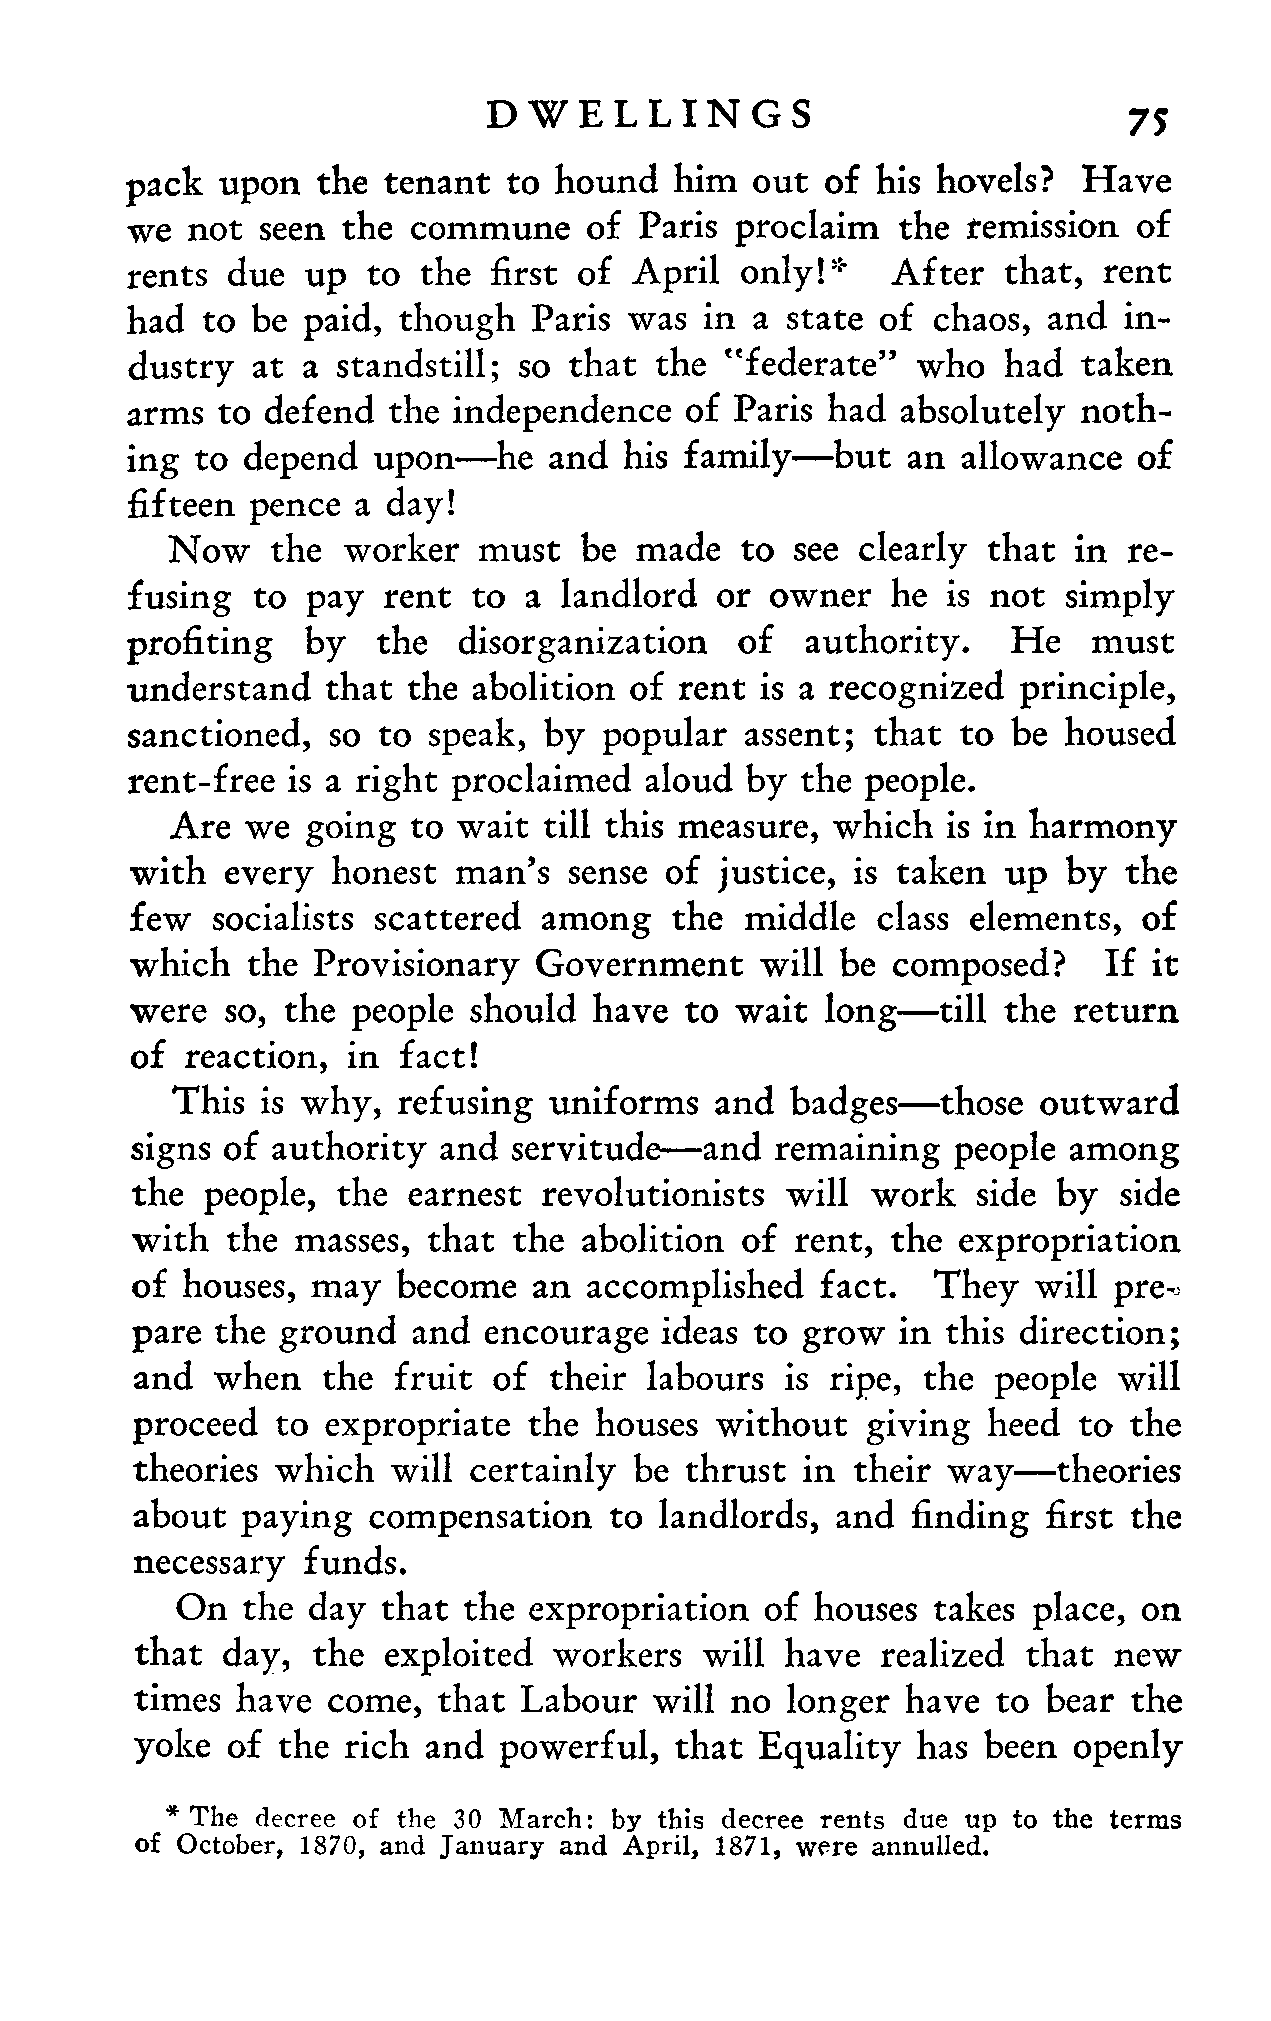 DWELLINGS 75
pack upon the tenant to hound him out of his hovels? Have
we not seen the commune of Paris proclaim the remission of
rents due up to the first of April only!* After that, rent
had to be paid, though Paris was in a state of chaos, and in-
dustry at a standstill; so that the "federate" who had taken
arms to defend the independence of Paris had absolutely noth-
ing to depend upon—he and his family—but an allowance of
fifteen pence a day!
Now the worker must be made to see clearly that in re-
fusing to pay rent to a landlord or owner he is not simply
profiting by the disorganization of authority. He must
understand that the abolition of rent is a recognized principle,
sanctioned, so to speak, by popular assent; that to be housed
rent-free is a right proclaimed aloud by the people.
Are we going to wait till this measure, which is in harmony
with every honest man's sense of justice, is taken up by the
few socialists scattered among the middle class elements, of
which the Provisionary Government will be composed? If it
were so, the people should have to wait long—till the return
of reaction, in fact!
This is why, refusing uniforms and badges—those outward
signs of authority and servitude—and remaining people among
the people, the earnest revolutionists will work side by side
with the masses, that the abolition of rent, the expropriation
of houses, may become an accomplished fact. They will pre-
pare the ground and encourage ideas to grow in this direction;
and when the fruit of their labours is ripe, the people will
proceed to expropriate the houses without giving heed to the
theories which will certainly be thrust in their way—theories
about paying compensation to landlords, and finding first the
necessary funds.
On the day that the expropriation of houses takes place, on
that day, the exploited workers will have realized that new
times have come, that Labour will no longer have to bear the
yoke of the rich and powerful, that Equality has been openly
* The decree of the 30 March: by this decree rents due up to the terms
of October, 1870, and January and April, 1871, were annulled.